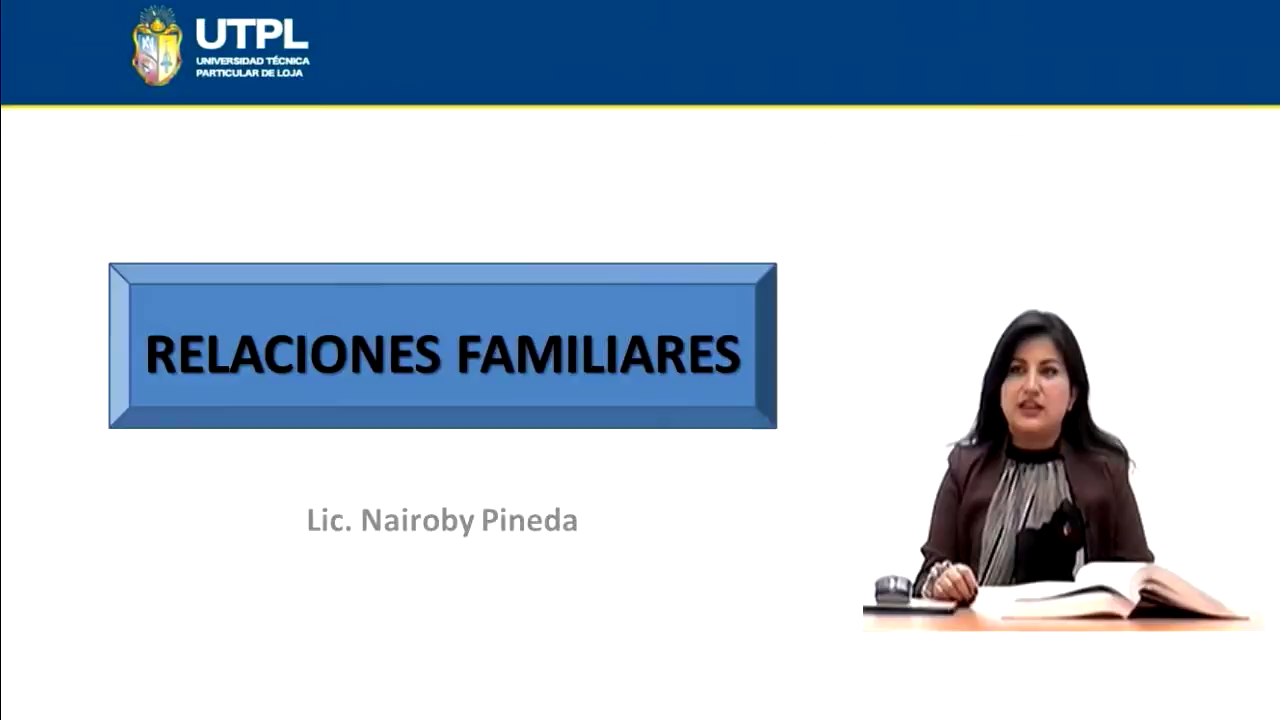 UTPL
UNIVERSIDAD TÉCNICA
PARTICULAR DE LOJA
RELACIONES FAMILIARES
Lic. Nairoby Pineda